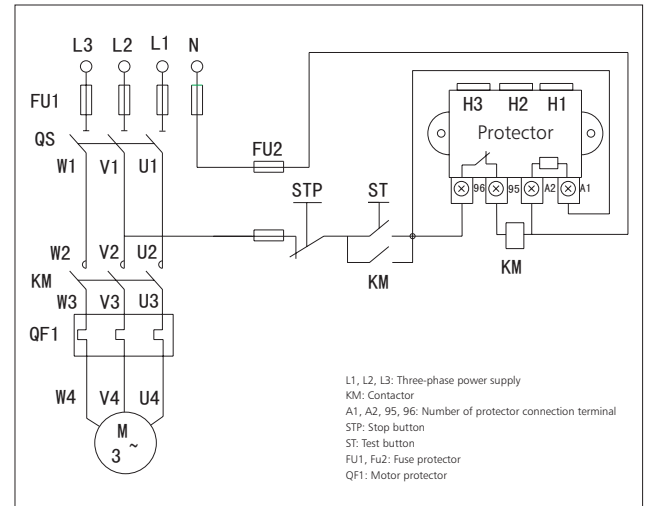 L3 L2 L1 N
FU1
H3 H2 H1
Protector
QS
W1 V1 U1
FU2
STP ST
96 95 A2 A1
W2 V2 U2
KM
KM
KM
W3 V3 U3
QF1
W4 V4 U4
M
3 ~
L1, L2, L3: Three-phase power supply
KM: Contactor
A1, A2, 95, 96: Number of protector connection terminal
STP: Stop button
ST: Test button
FU1, Fu2: Fuse protector
QF1: Motor protector